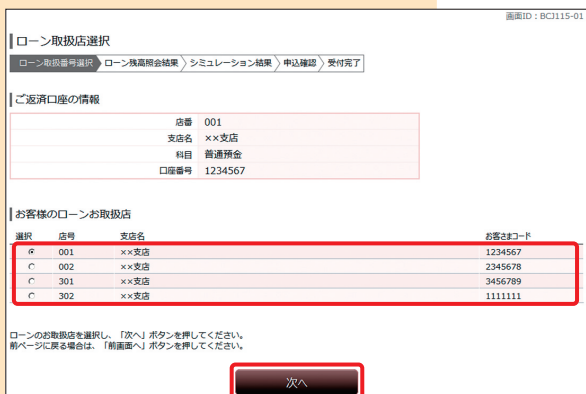 画面ID：BCJ115-01
ローン取扱店選択
ローン取扱番号選択 ローン残高照会結果 シミュレーション結果 申込確認 受付完了
ご返済口座の情報
店番 001
支店名 ××支店
科目 普通預金
口座番号 1234567
お客様のローンお取扱店
選択 店号 支店名 お客さまコード
001 ××支店 1234567
002 ××支店 2345678
301 ××支店 3456789
302 ××支店 1111111
ローンのお取扱店を選択し、「次へ」ボタンを押してください。
前ページに戻る場合は、「前画面へ」ボタンを押してください。
次へ